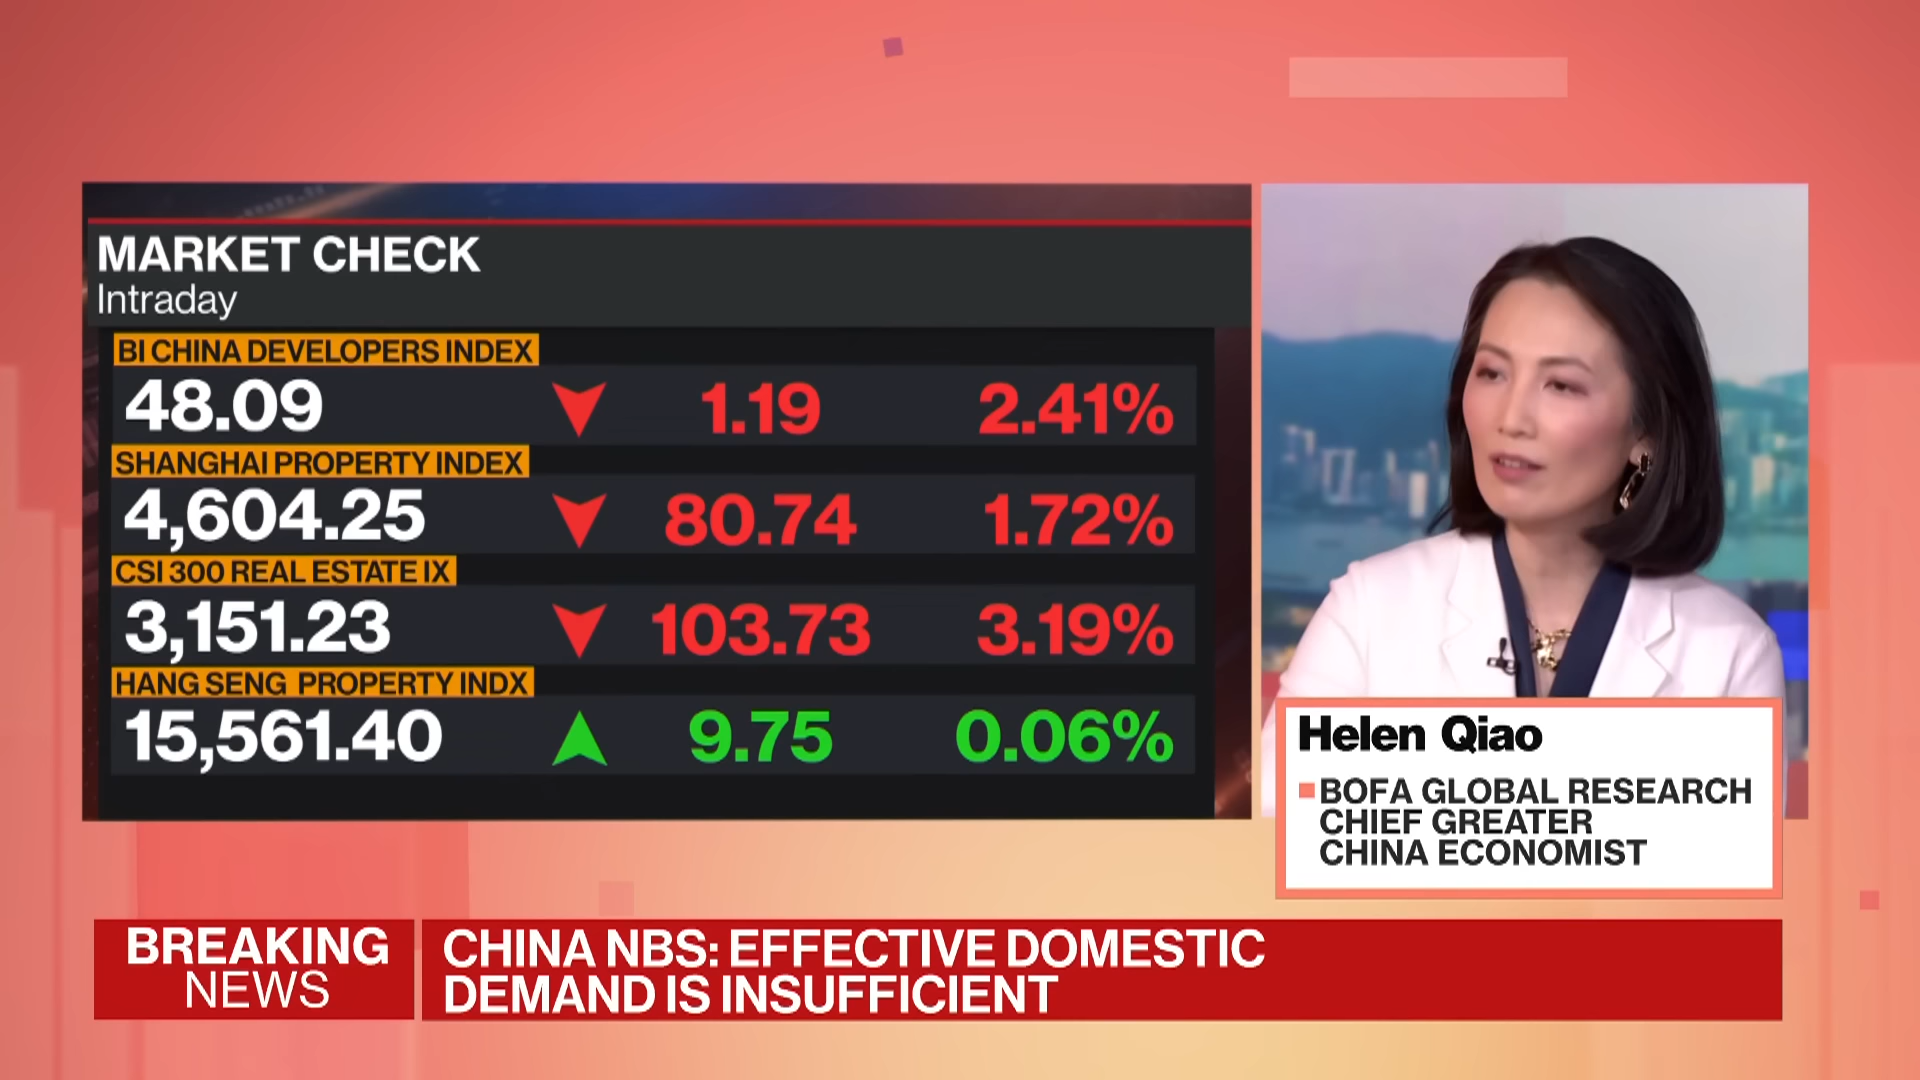 MARKET CHECK
Intraday
BI CHINA DEVELOPERS INDEX
48.09 1.19 2.41%
SHANGHAI PROPERTY INDEX
4,604.25 80.74 1.72%
CSI 300 REAL ESTATE IX
3,151.23 103.73 3.19%
HANG SENG PROPERTY INDX
15,561.40 9.75 0.06%
Helen Qiao
BOFA GLOBAL RESEARCH
CHIEF GREATER
CHINA ECONOMIST
BREAKING
NEWS
CHINA NBS: EFFECTIVE DOMESTIC
DEMAND IS INSUFFICIENT